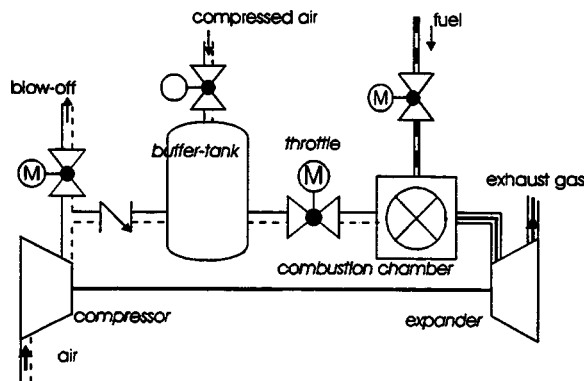 compressed air
fuel
blow-off
M
buffer-tank
throttle
M
M
exhaust gas
combustion chamber
compressor
expander
air